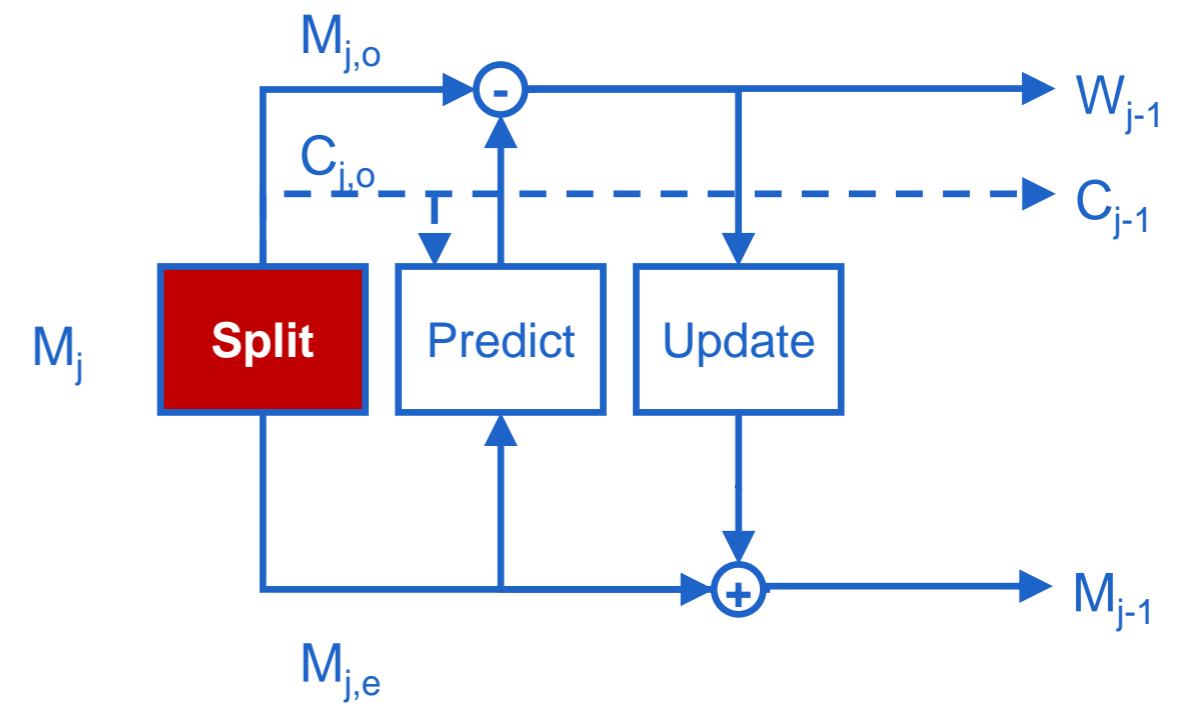 M_{j,o}
-
W_{j-1}
C_{j,o}
C_{j-1}
M_j
Split
Predict
Update
+
M_{j-1}
M_{j,e}